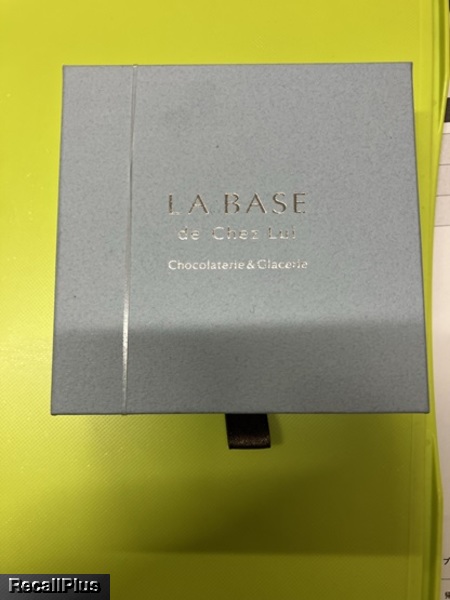 LA BASE
de Chez Lui
Chocolaterie & Glacerie
RecallPlus